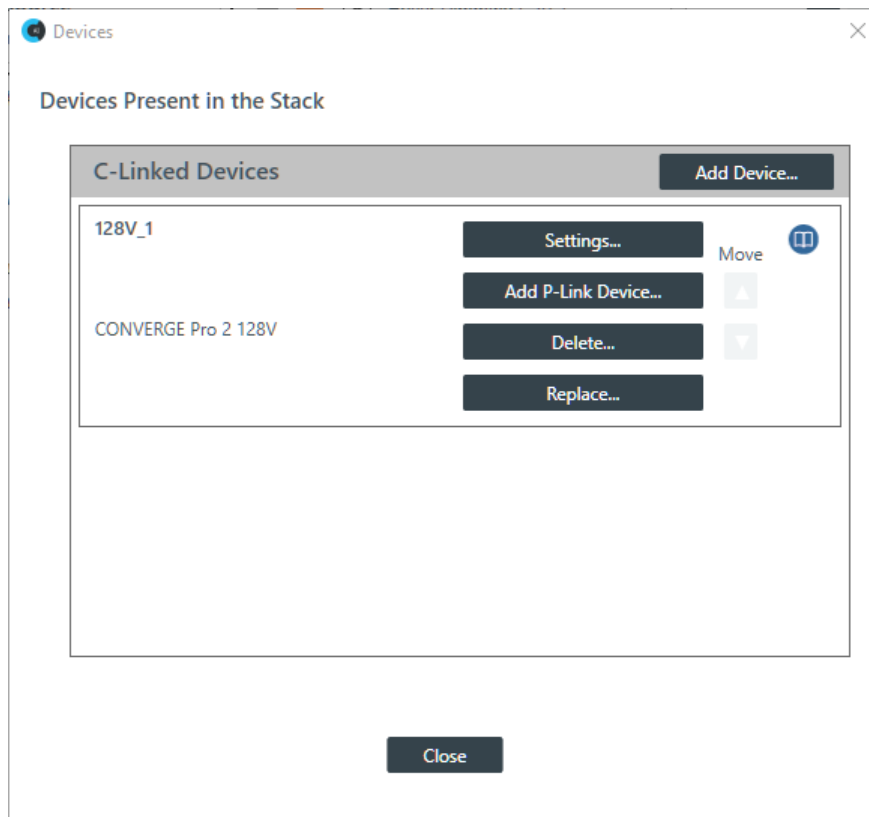 Devices
Devices Present in the Stack
C-Linked Devices
Add Device...
128V_1
Settings...
Move
Add P-Link Device...
CONVERGE Pro 2 128V
Delete...
Replace...
Close